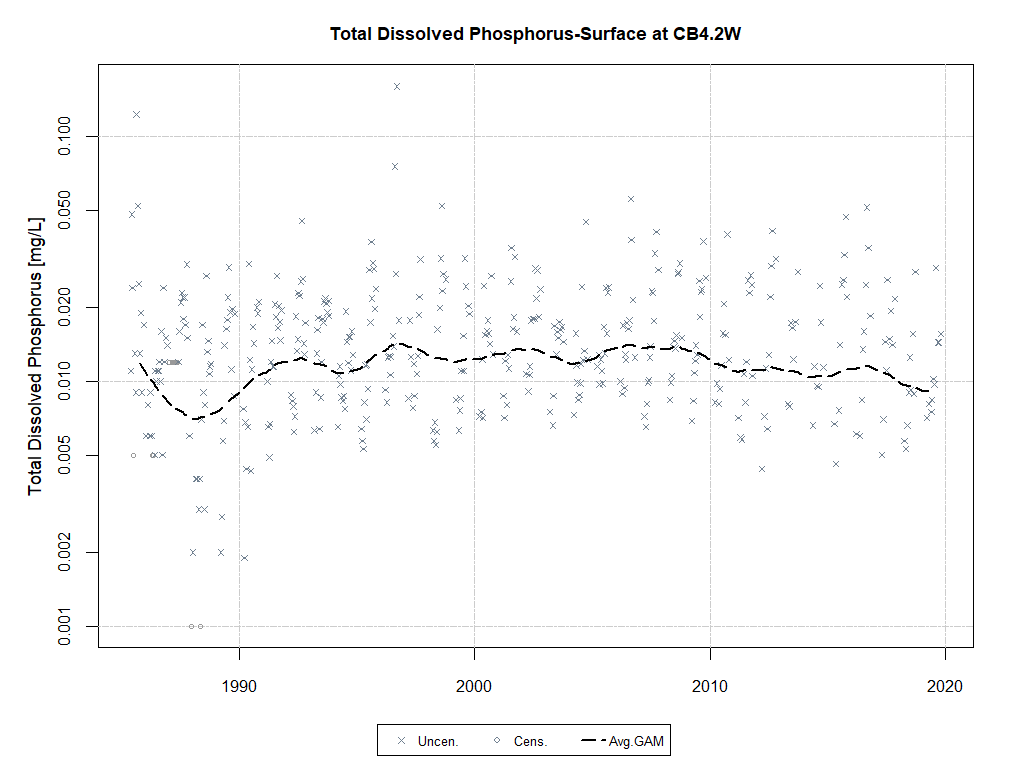 Total Dissolved Phosphorus-Surface at CB4.2W
Total Dissolved Phosphorus [mg/L]
0.100
0.050
0.020
0.010
0.005
0.002
0.001
1990 2000 2010 2020
Uncen. Cens. Avg.GAM